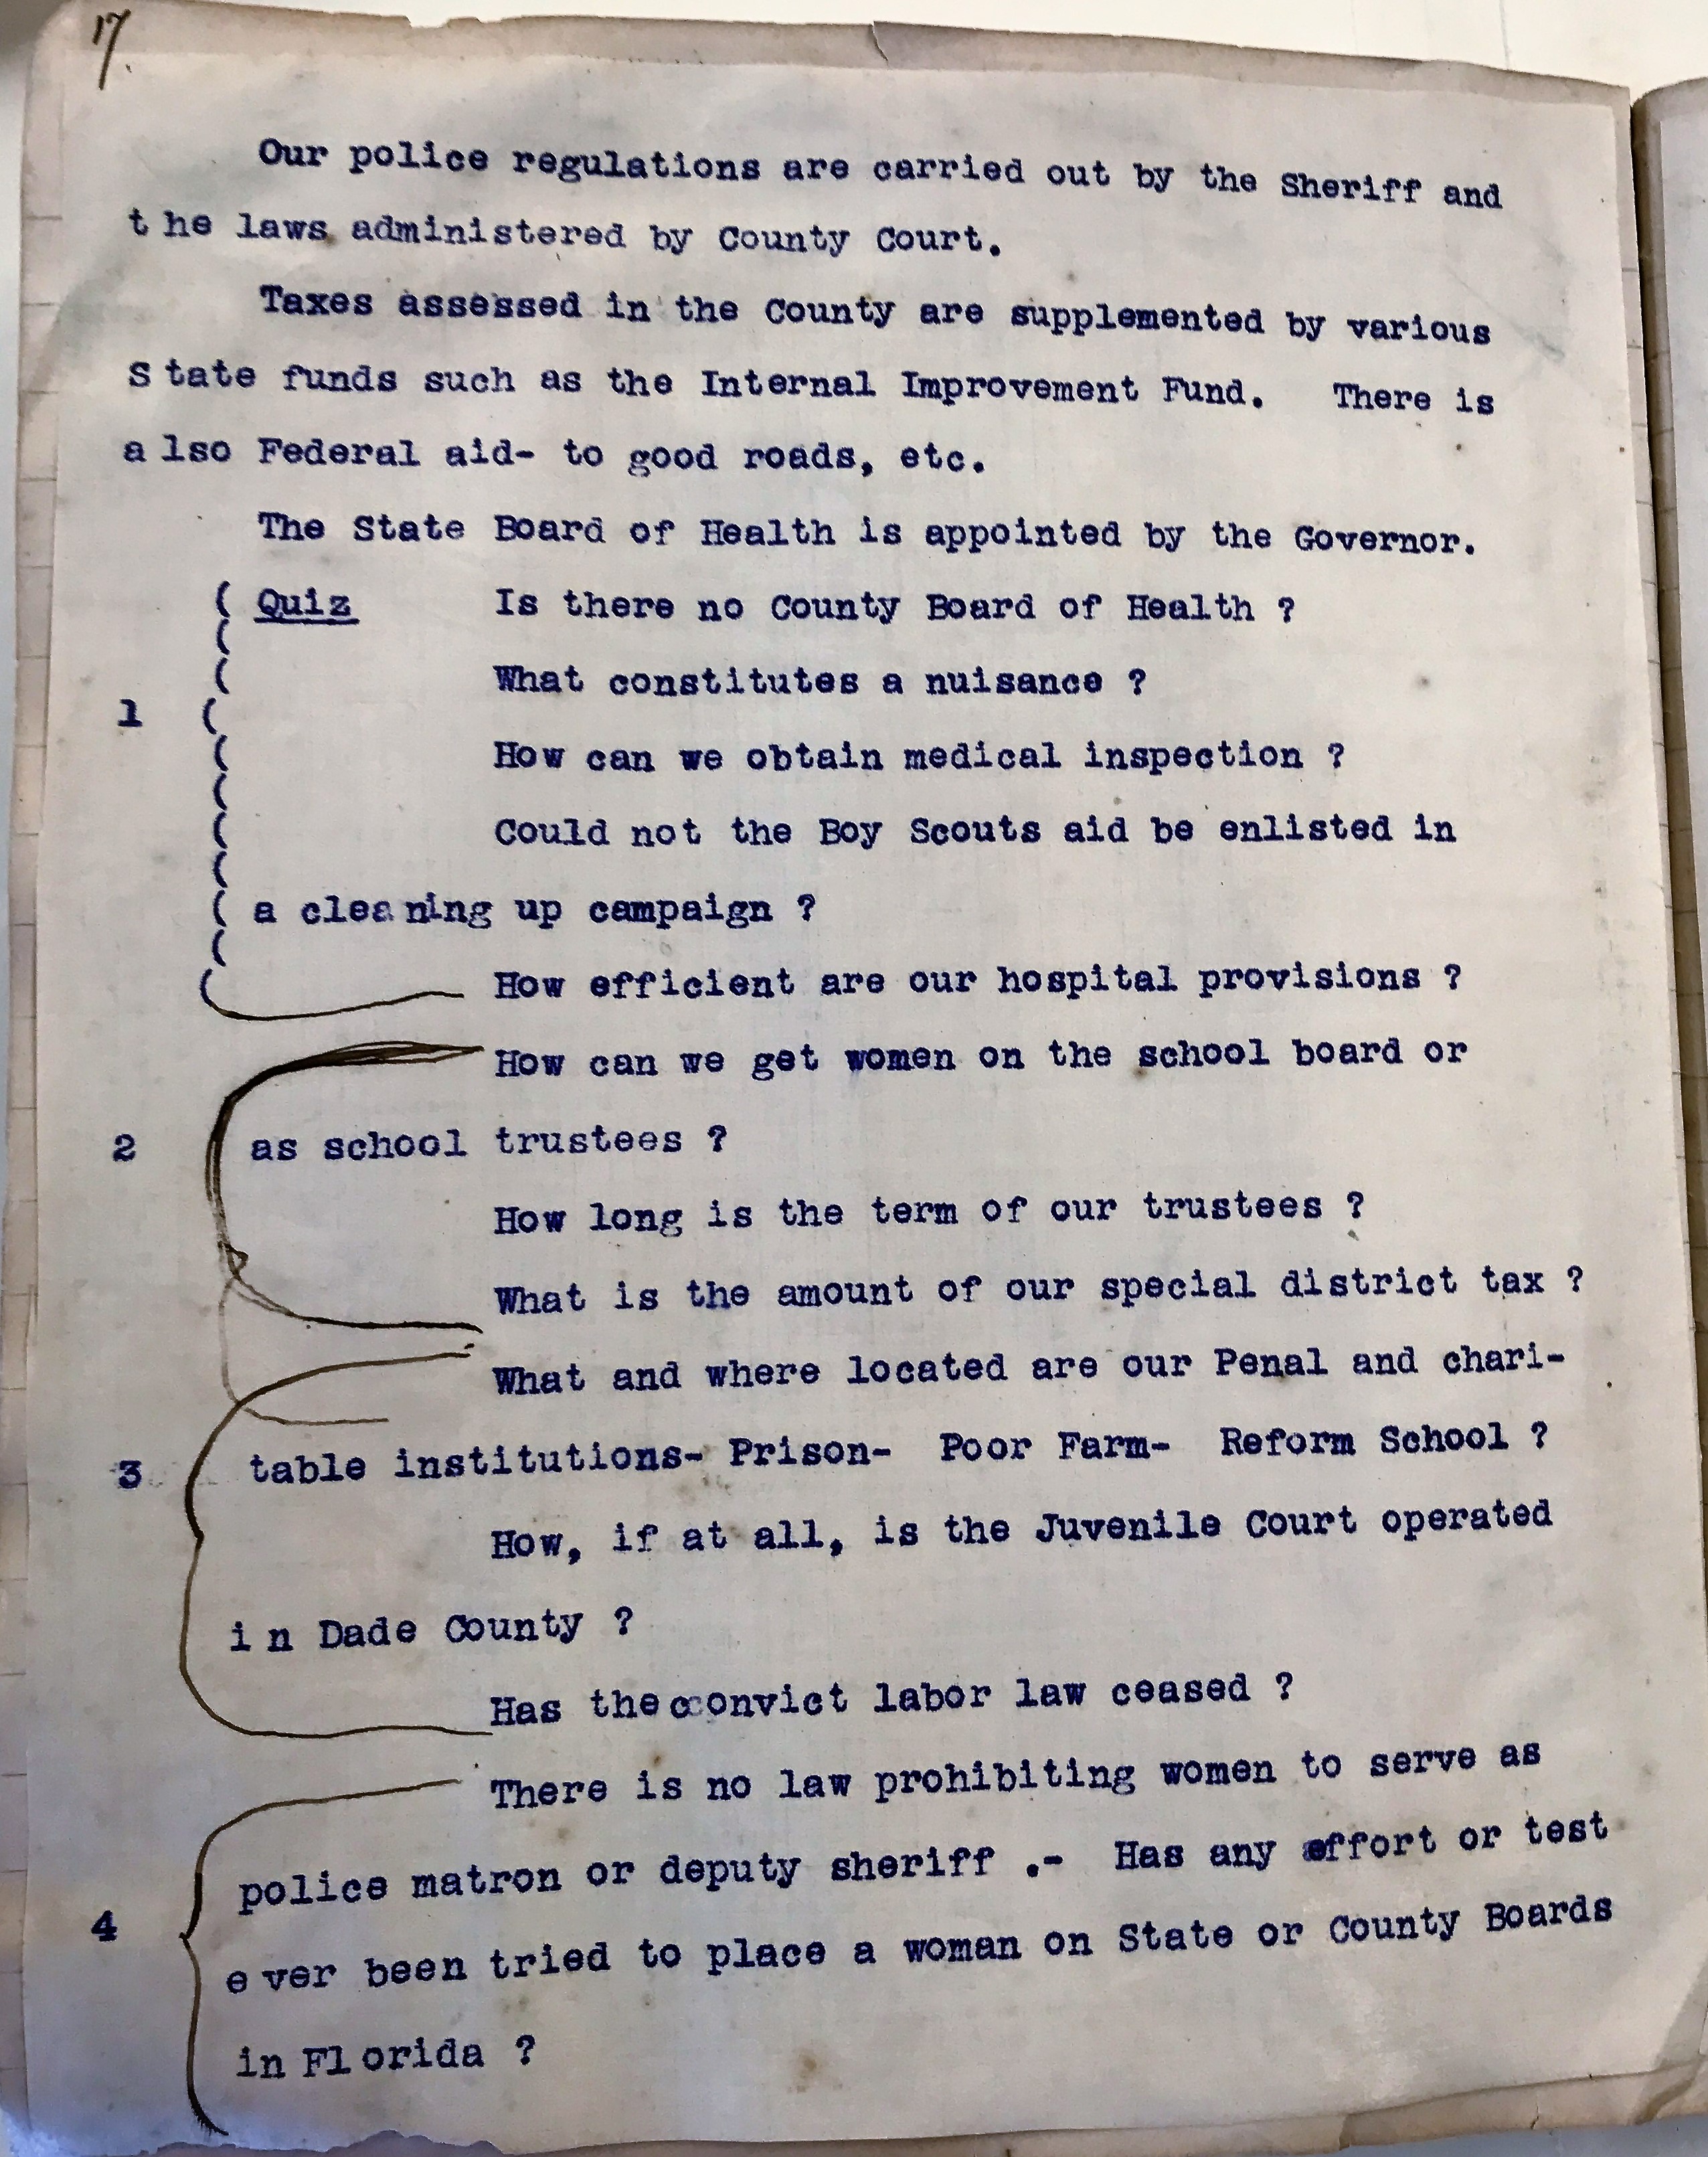 17.
Our police regulations are carried out by the Sheriff and
the laws administered by County Court.
Taxes assessed in the County are supplemented by various
State funds such as the Internal Improvement Fund. There is
also Federal aid- to good roads, etc.
The State Board of Health is appointed by the Governor.
( Quiz Is there no County Board of Health ?
(
( What constitutes a nuisance ?
1 (
( How can we obtain medical inspection ?
(
( Could not the Boy Scouts aid be enlisted in
(
( a cleaning up campaign ?
(
( How efficient are our hospital provisions ?
How can we get women on the school board or
2 as school trustees ?
How long is the term of our trustees ?
What is the amount of our special district tax ?
What and where located are our Penal and chari-
3 table institutions- Prison- Poor Farm- Reform School ?
How, if at all, is the Juvenile Court operated
in Dade County ?
Has the convict labor law ceased ?
There is no law prohibiting women to serve as
police matron or deputy sheriff .- Has any effort or test
4
ever been tried to place a woman on State or County Boards
in Florida ?